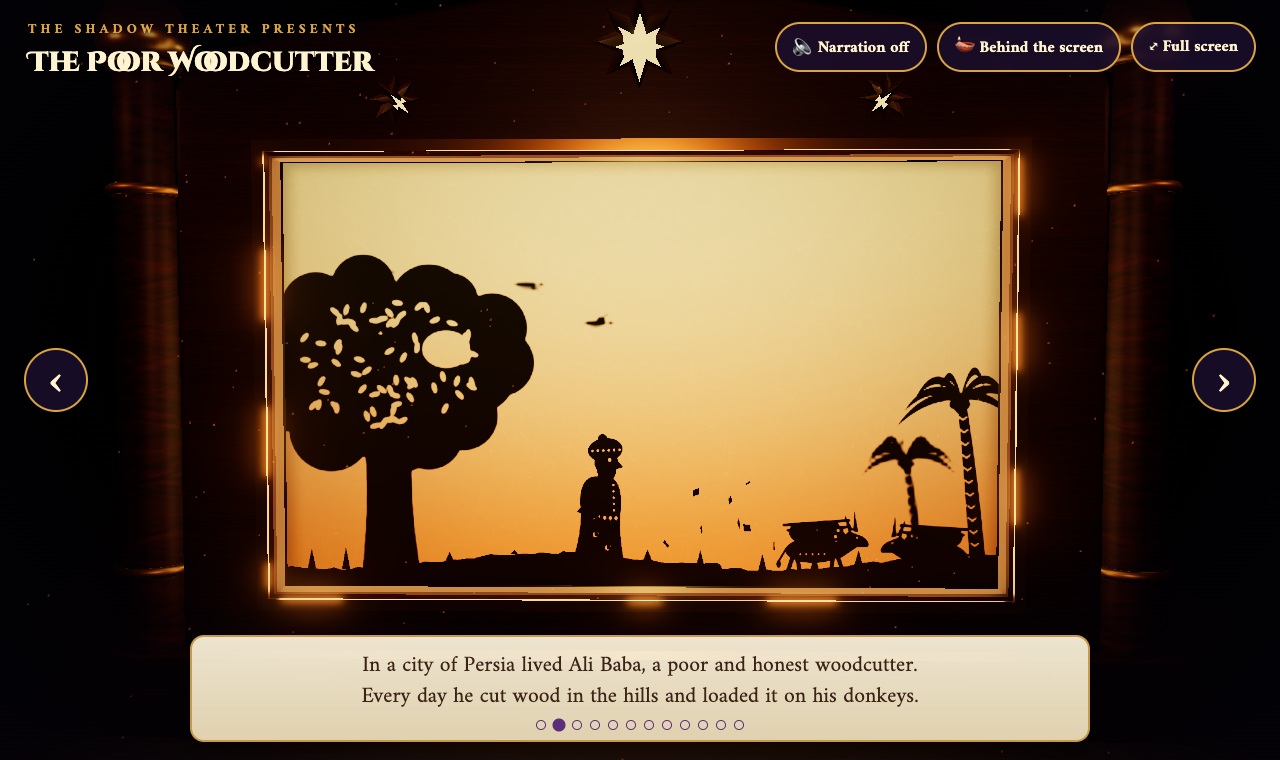 THE SHADOW THEATER PRESENTS
THE POOR WOODCUTTER
Narration off
Behind the screen
Full screen
In a city of Persia lived Ali Baba, a poor and honest woodcutter.
Every day he cut wood in the hills and loaded it on his donkeys.